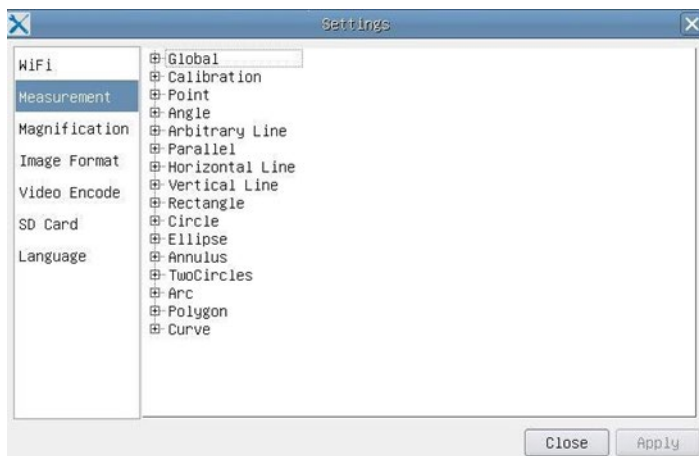 Settings
WiFi
Measurement
Magnification
Image Format
Video Encode
SD Card
Language
Global
Calibration
Point
Angle
Arbitrary Line
Parallel
Horizontal Line
Vertical Line
Rectangle
Circle
Ellipse
Annulus
TwoCircles
Arc
Polygon
Curve
Close
Apply